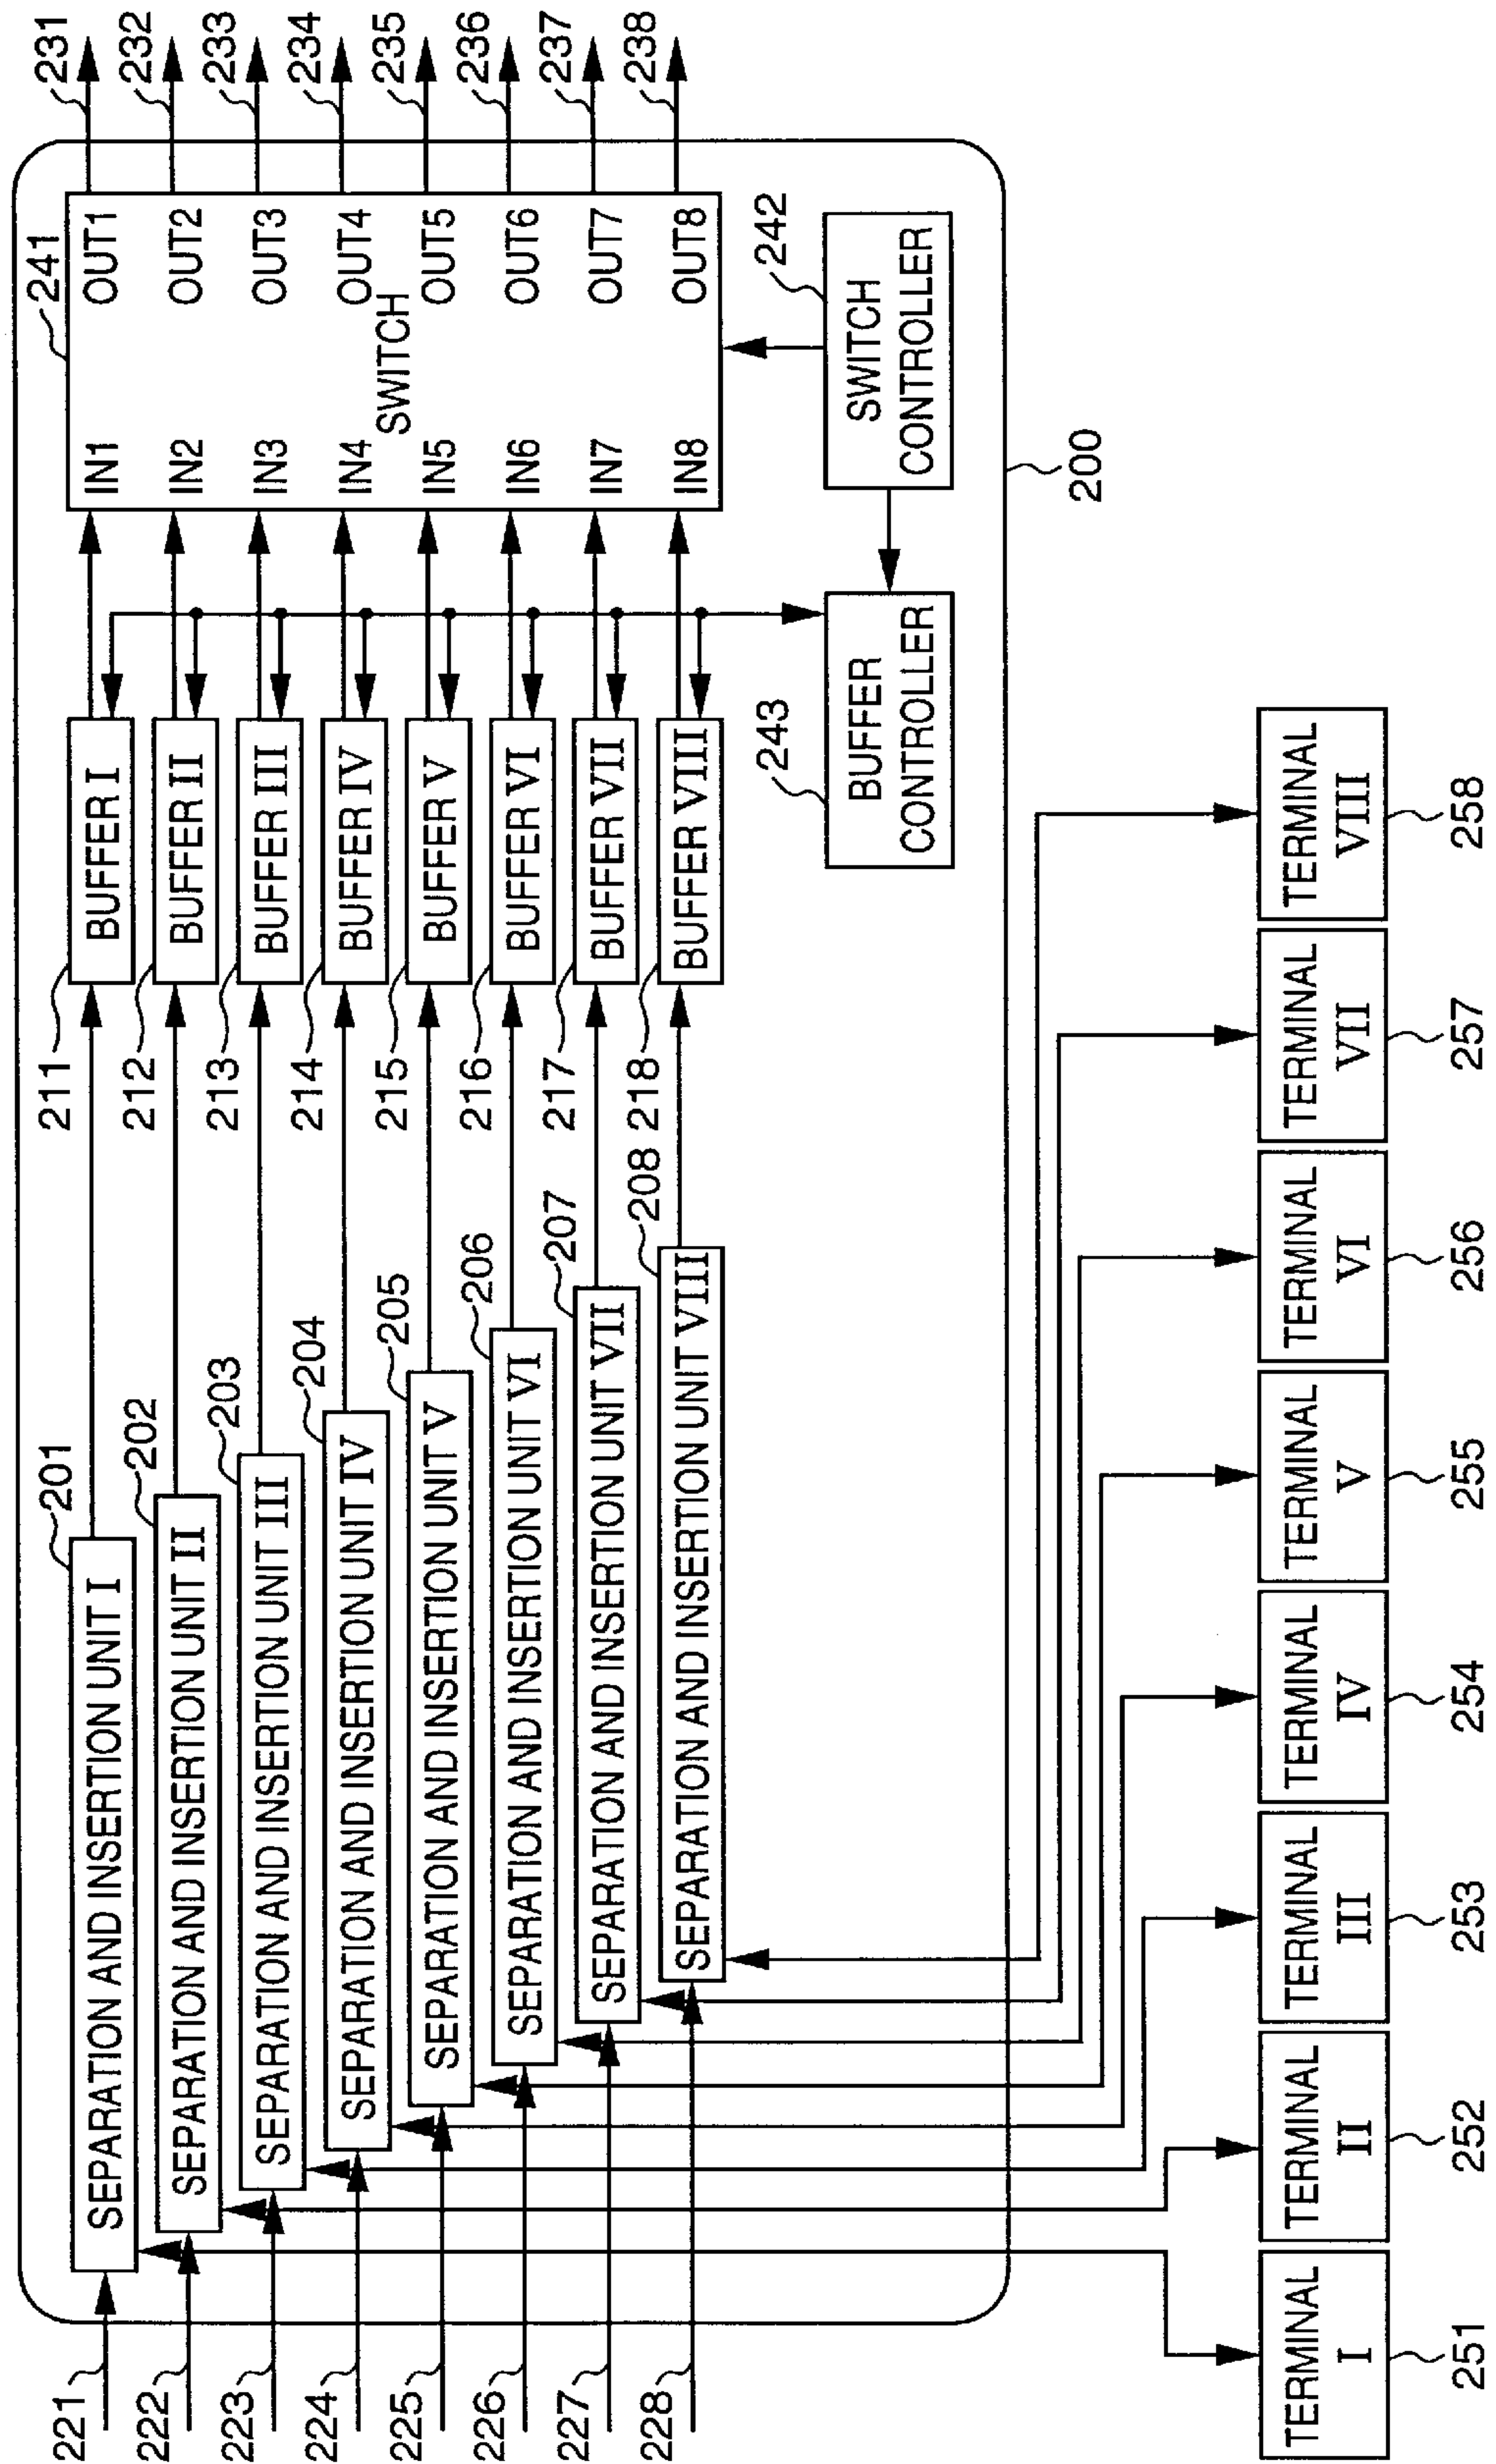 221
222
223
224
225
226
227
228
201
SEPARATION AND INSERTION UNIT I
202
SEPARATION AND INSERTION UNIT II
203
SEPARATION AND INSERTION UNIT III
204
SEPARATION AND INSERTION UNIT IV
205
SEPARATION AND INSERTION UNIT V
206
SEPARATION AND INSERTION UNIT VI
207
SEPARATION AND INSERTION UNIT VII
208
SEPARATION AND INSERTION UNIT VIII
211
BUFFER I
212
BUFFER II
213
BUFFER III
214
BUFFER IV
215
BUFFER V
216
BUFFER VI
217
BUFFER VII
218
BUFFER VIII
241
IN1
IN2
IN3
IN4
IN5
IN6
IN7
IN8
SWITCH
OUT1
OUT2
OUT3
OUT4
OUT5
OUT6
OUT7
OUT8
231
232
233
234
235
236
237
238
243
BUFFER
CONTROLLER
242
SWITCH
CONTROLLER
200
TERMINAL
I
251
TERMINAL
II
252
TERMINAL
III
253
TERMINAL
IV
254
TERMINAL
V
255
TERMINAL
VI
256
TERMINAL
VII
257
TERMINAL
VIII
258